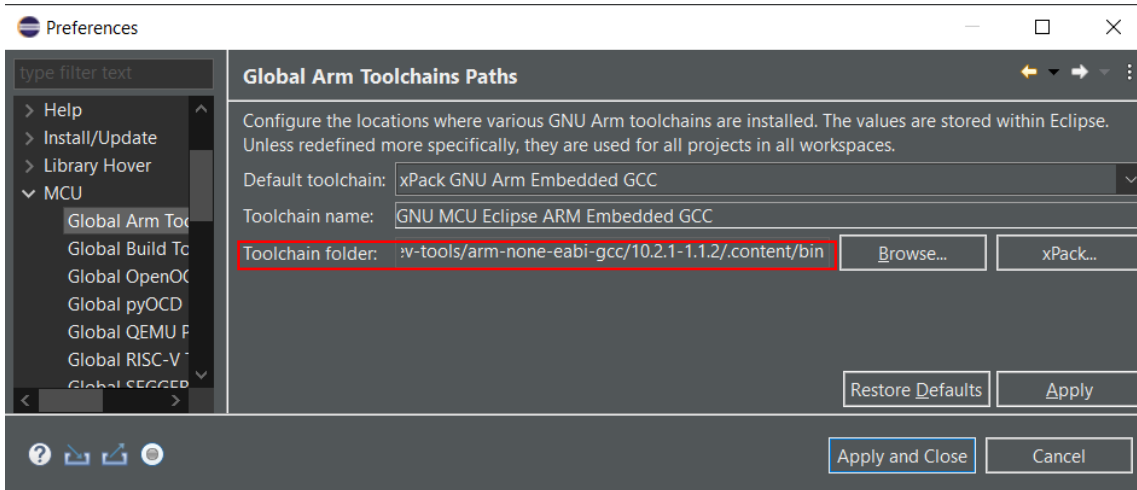 Preferences
type filter text
Help
Install/Update
Library Hover
MCU
Global Arm Too
Global Build To
Global OpenOC
Global pyOCD
Global QEMU P
Global RISC-V T
Global SEGGER
Global Arm Toolchains Paths
Configure the locations where various GNU Arm toolchains are installed. The values are stored within Eclipse.
Unless redefined more specifically, they are used for all projects in all workspaces.
Default toolchain: xPack GNU Arm Embedded GCC
Toolchain name: GNU MCU Eclipse ARM Embedded GCC
Toolchain folder: ev-tools/arm-none-eabi-gcc/10.2.1-1.1.2/.content/bin Browse... xPack...
Restore Defaults Apply
Apply and Close Cancel